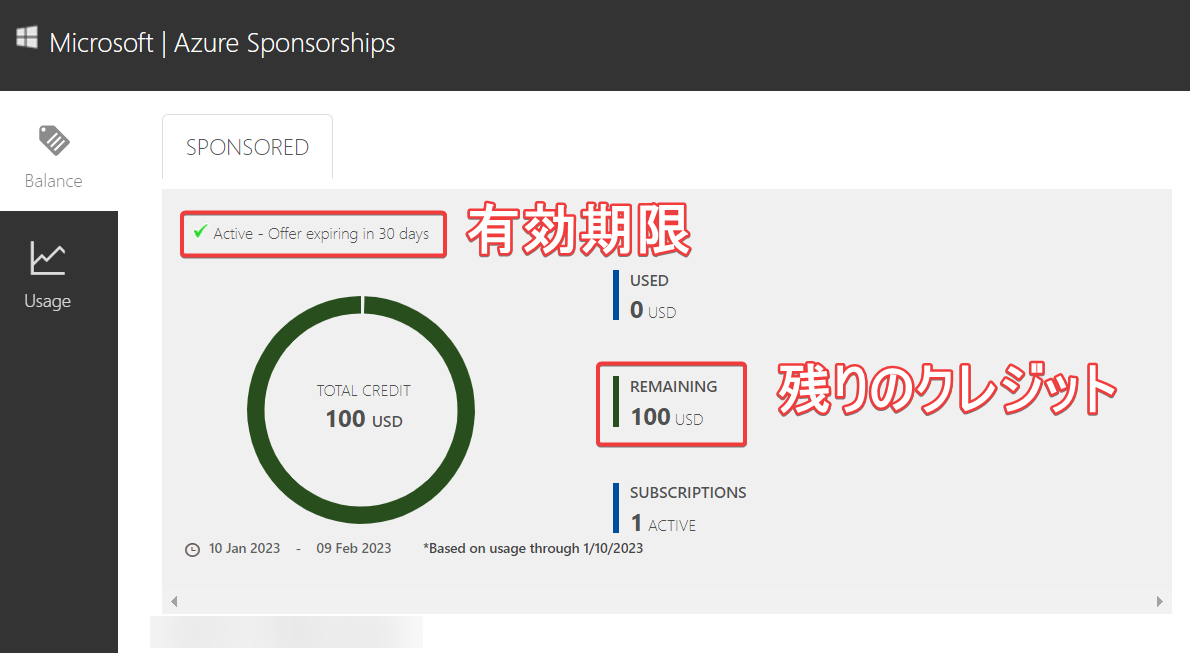 Microsoft | Azure Sponsorships
Balance
Usage
SPONSORED
Active - Offer expiring in 30 days
有効期限
TOTAL CREDIT
100 USD
USED
0 USD
REMAINING
100 USD
残りのクレジット
SUBSCRIPTIONS
1 ACTIVE
10 Jan 2023 - 09 Feb 2023 *Based on usage through 1/10/2023